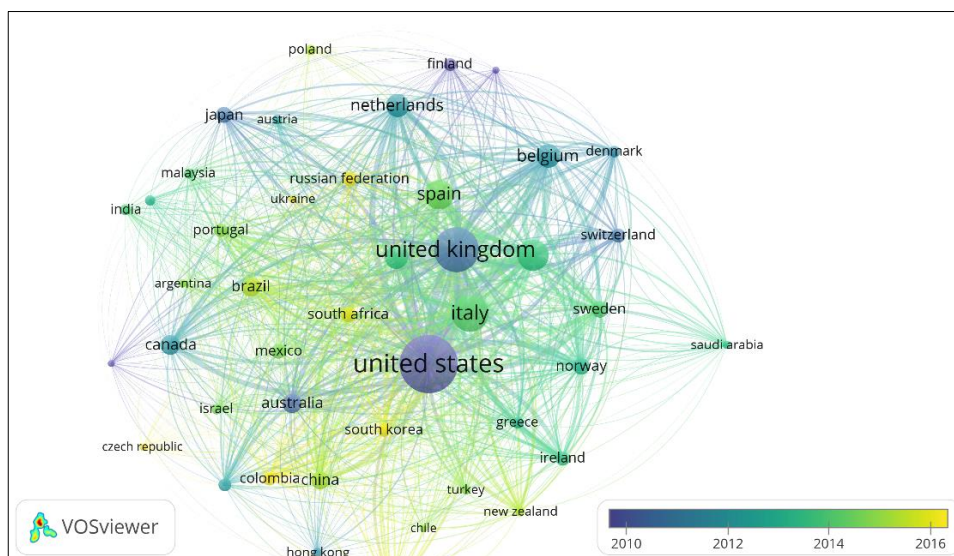 poland
finland
netherlands
japan
austria
belgium
denmark
malaysia
russian federation
spain
ukraine
india
portugal
switzerland
united kingdom
argentina
brazil
south africa
italy
sweden
canada
mexico
united states
saudi arabia
norway
israel
australia
south korea
greece
czech republic
ireland
colombia
china
turkey
new zealand
chile
hong kong
VOSviewer
2010 2012 2014 2016